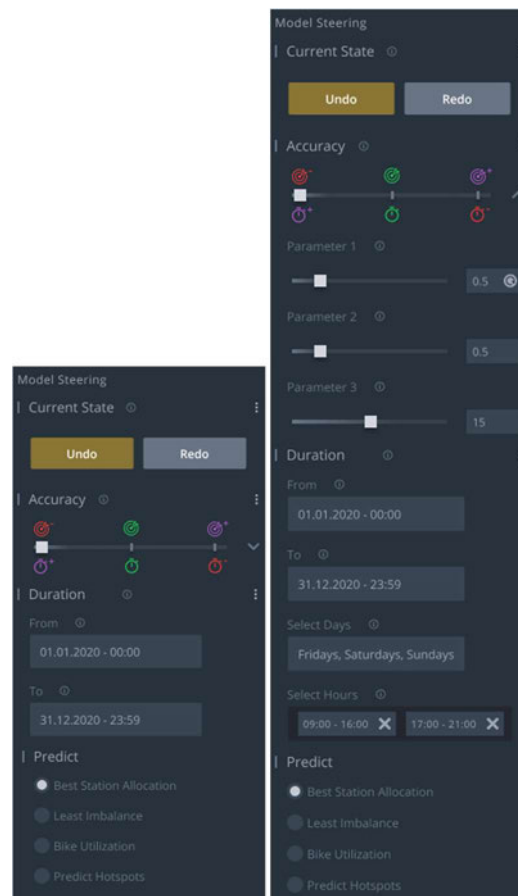 Model Steering
Current State
Undo Redo
Accuracy
Duration
From
01.01.2020 - 00:00
To
31.12.2020 - 23:59
Predict
Best Station Allocation
Least Imbalance
Bike Utilization
Predict Hotspots
Model Steering
Current State
Undo Redo
Accuracy
Parameter 1
0.5
Parameter 2
0.5
Parameter 3
15
Duration
From
01.01.2020 - 00:00
To
31.12.2020 - 23:59
Select Days
Fridays, Saturdays, Sundays
Select Hours
09:00 - 16:00 17:00 - 21:00
Predict
Best Station Allocation
Least Imbalance
Bike Utilization
Predict Hotspots